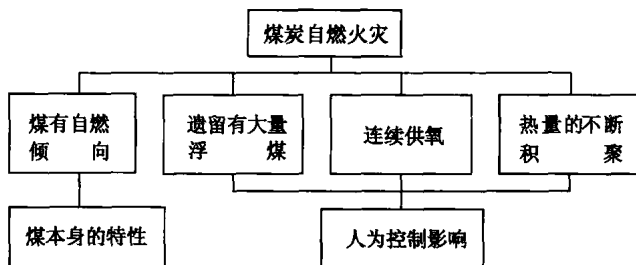 煤炭自燃火灾
煤有自燃
倾向
遗留有大量
浮煤
连续供氧
热量的不断
积聚
煤本身的特性
人为控制影响